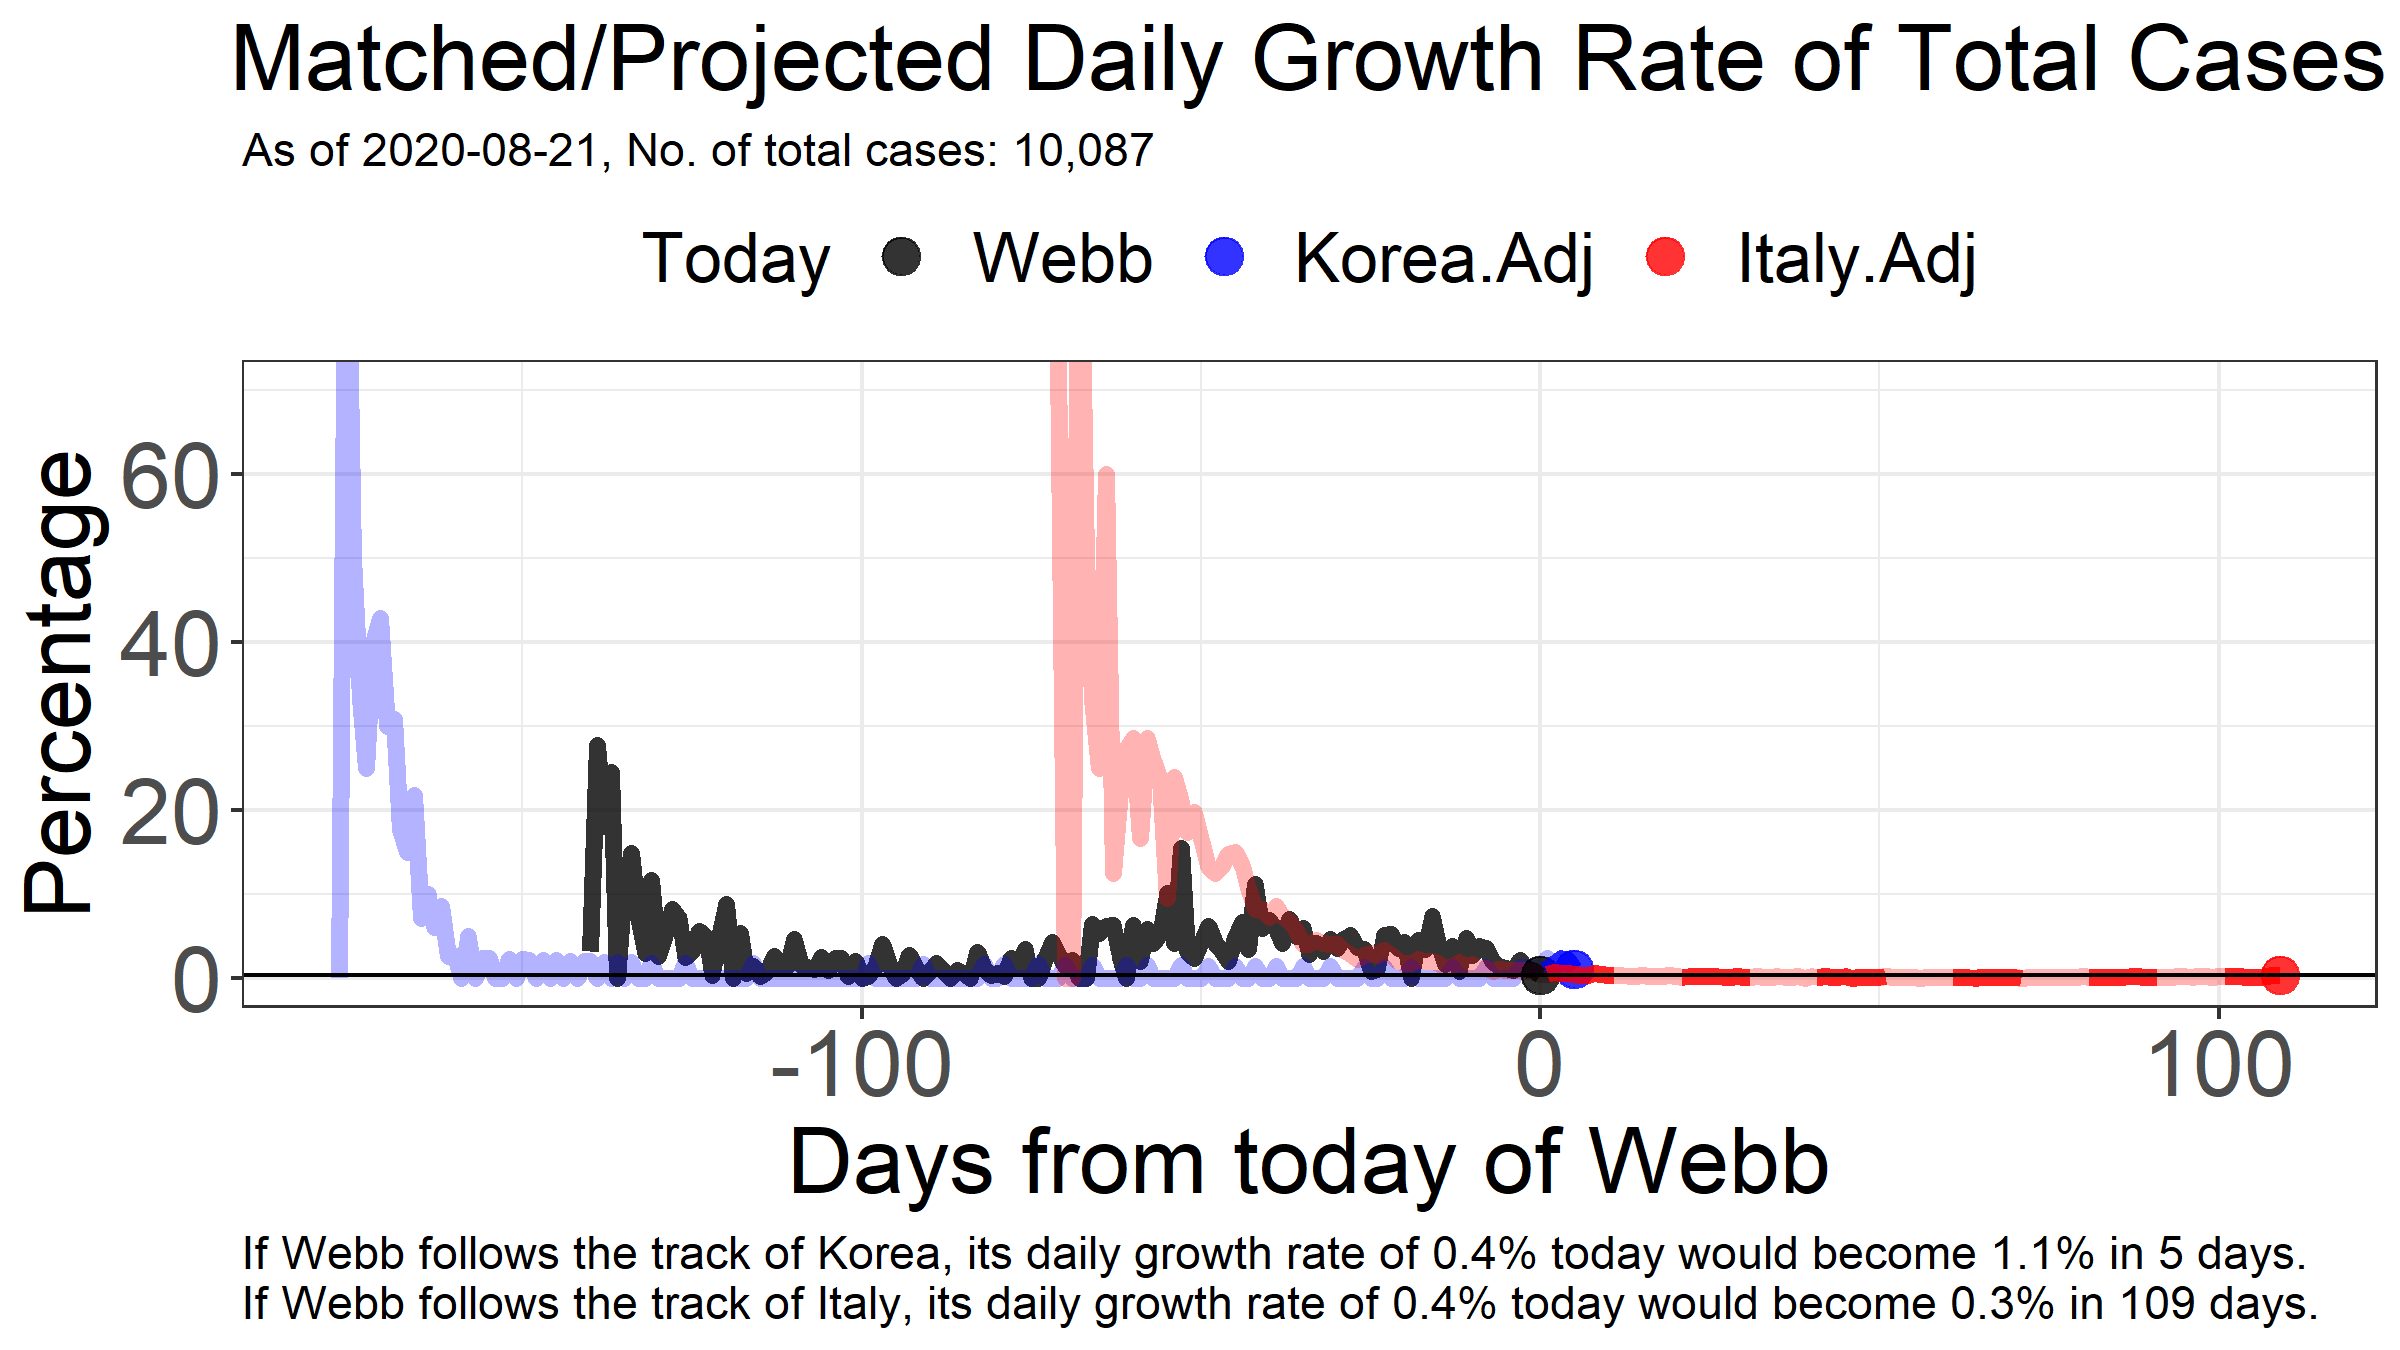 Matched/Projected Daily Growth Rate of Total Cases
As of 2020-08-21, No. of total cases: 10,087
Today Webb Korea.Adj Italy.Adj
Percentage
60
40
20
0
-100 0 100
Days from today of Webb
If Webb follows the track of Korea, its daily growth rate of 0.4% today would become 1.1% in 5 days.
If Webb follows the track of Italy, its daily growth rate of 0.4% today would become 0.3% in 109 days.